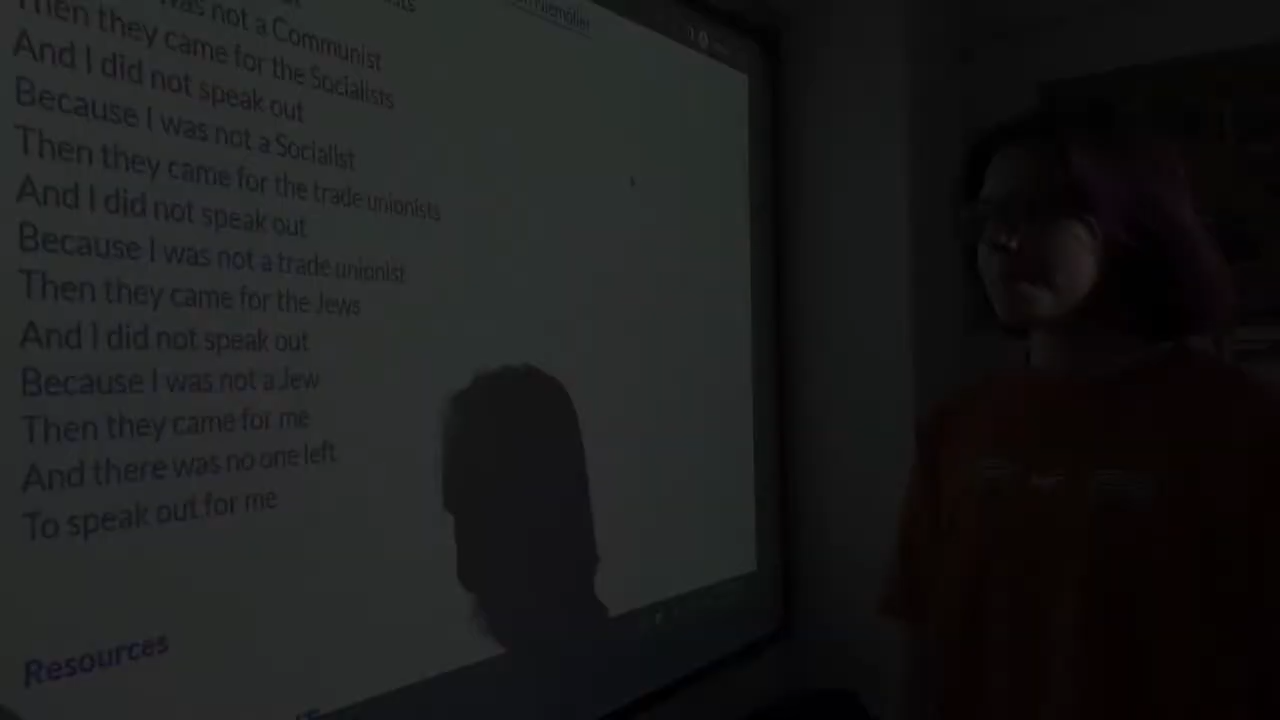 was not a Communist
Then they came for the Socialists
And I did not speak out
Because I was not a Socialist
Then they came for the trade unionists
And I did not speak out
Because I was not a trade unionist
Then they came for the Jews
And I did not speak out
Because I was not a Jew
Then they came for me
And there was no one left
To speak out for me
Resources